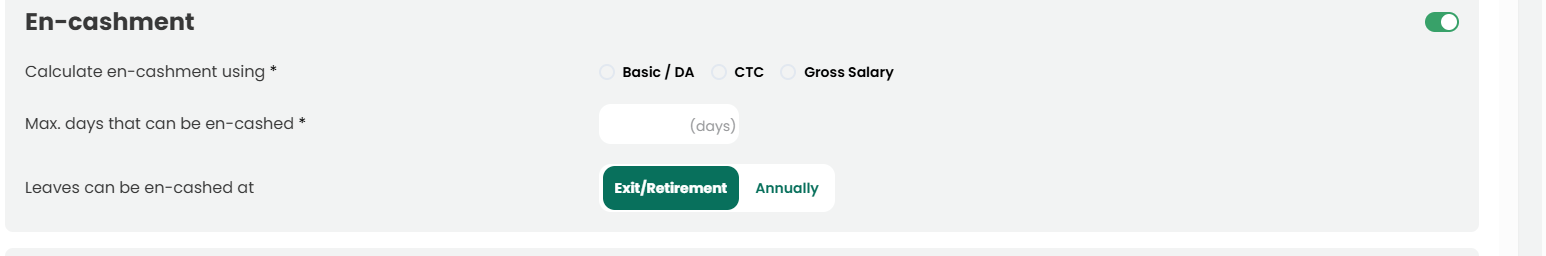 En-cashment
Calculate en-cashment using * Basic / DA CTC Gross Salary
Max. days that can be en-cashed * (days)
Leaves can be en-cashed at Exit/Retirement Annually